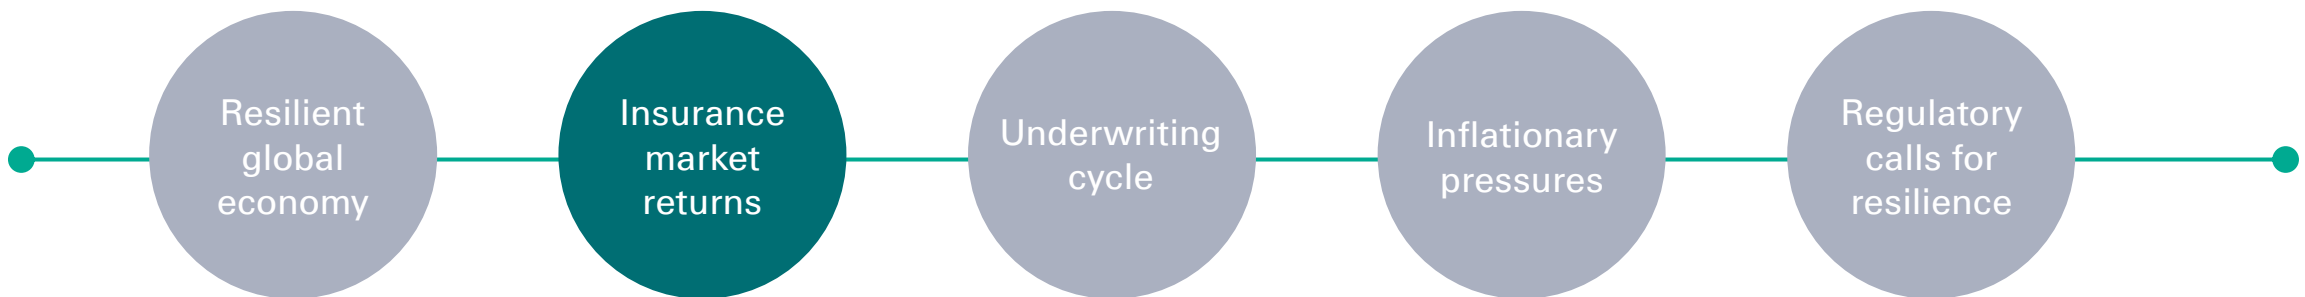 Resilient
global
economy
Insurance
market
returns
Underwriting
cycle
Inflationary
pressures
Regulatory
calls for
resilience